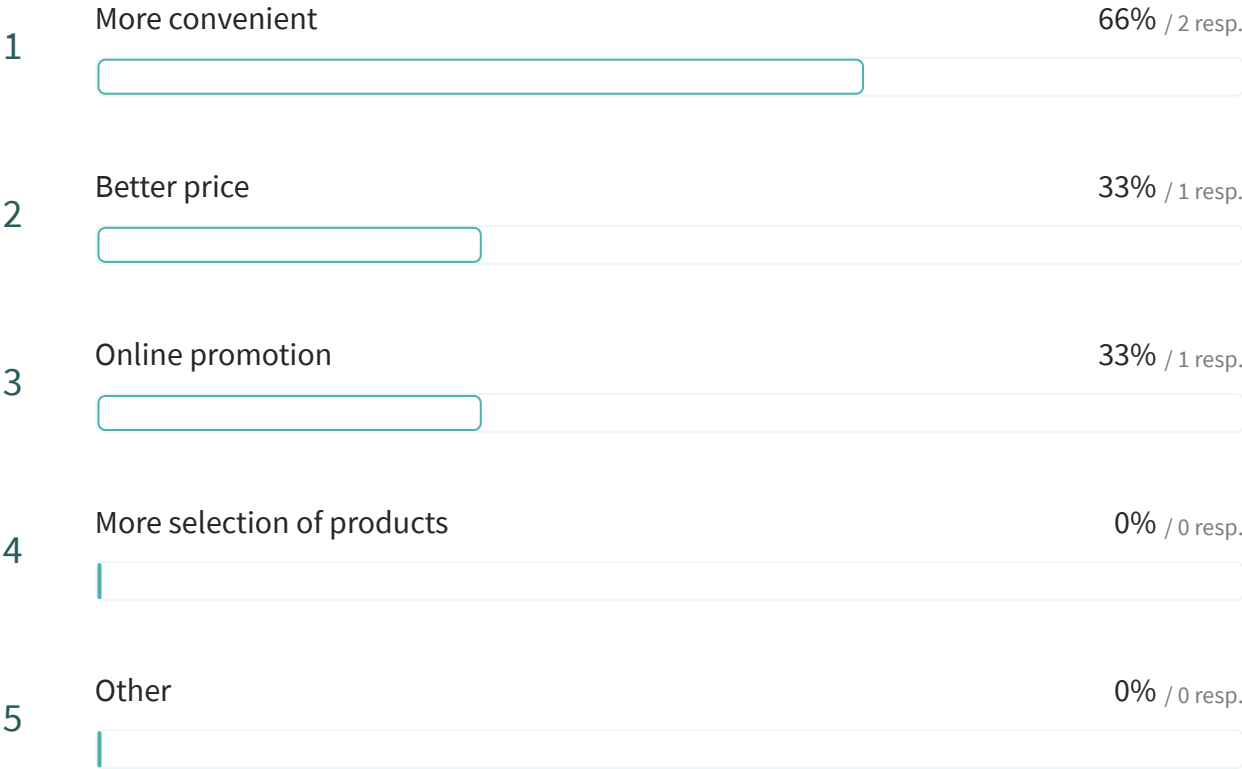 1 More convenient 66% / 2 resp.
2 Better price 33% / 1 resp.
3 Online promotion 33% / 1 resp.
4 More selection of products 0% / 0 resp.
5 Other 0% / 0 resp.